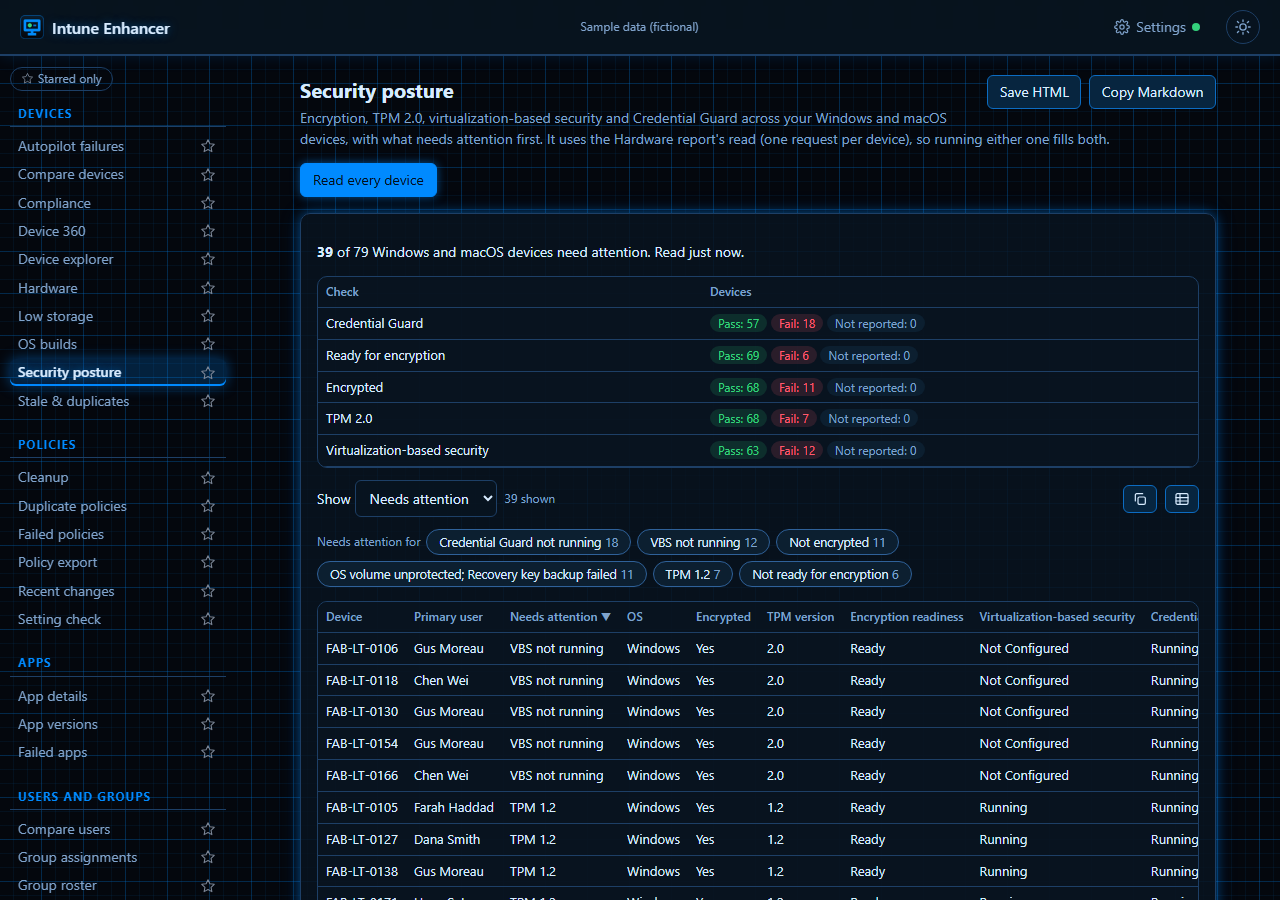 Intune Enhancer
Sample data (fictional)
Settings
Starred only
DEVICES
Autopilot failures
Compare devices
Compliance
Device 360
Device explorer
Hardware
Low storage
OS builds
Security posture
Stale & duplicates
POLICIES
Cleanup
Duplicate policies
Failed policies
Policy export
Recent changes
Setting check
APPS
App details
App versions
Failed apps
USERS AND GROUPS
Compare users
Group assignments
Group roster
Security posture
Save HTML
Copy Markdown
Encryption, TPM 2.0, virtualization-based security and Credential Guard across your Windows and macOS
devices, with what needs attention first. It uses the Hardware report's read (one request per device), so running either one fills both.
Read every device
39 of 79 Windows and macOS devices need attention. Read just now.
Check Devices
Credential Guard Pass: 57 Fail: 18 Not reported: 0
Ready for encryption Pass: 69 Fail: 6 Not reported: 0
Encrypted Pass: 68 Fail: 11 Not reported: 0
TPM 2.0 Pass: 68 Fail: 7 Not reported: 0
Virtualization-based security Pass: 63 Fail: 12 Not reported: 0
Show Needs attention 39 shown
Needs attention for Credential Guard not running 18 VBS not running 12 Not encrypted 11
OS volume unprotected; Recovery key backup failed 11 TPM 1.2 7 Not ready for encryption 6
Device Primary user Needs attention ▼ OS Encrypted TPM version Encryption readiness Virtualization-based security Credenti
FAB-LT-0106 Gus Moreau VBS not running Windows Yes 2.0 Ready Not Configured Running
FAB-LT-0118 Chen Wei VBS not running Windows Yes 2.0 Ready Not Configured Running
FAB-LT-0130 Gus Moreau VBS not running Windows Yes 2.0 Ready Not Configured Running
FAB-LT-0154 Gus Moreau VBS not running Windows Yes 2.0 Ready Not Configured Running
FAB-LT-0166 Chen Wei VBS not running Windows Yes 2.0 Ready Not Configured Running
FAB-LT-0105 Farah Haddad TPM 1.2 Windows Yes 1.2 Ready Running Running
FAB-LT-0127 Dana Smith TPM 1.2 Windows Yes 1.2 Ready Running Running
FAB-LT-0138 Gus Moreau TPM 1.2 Windows Yes 1.2 Ready Running Running